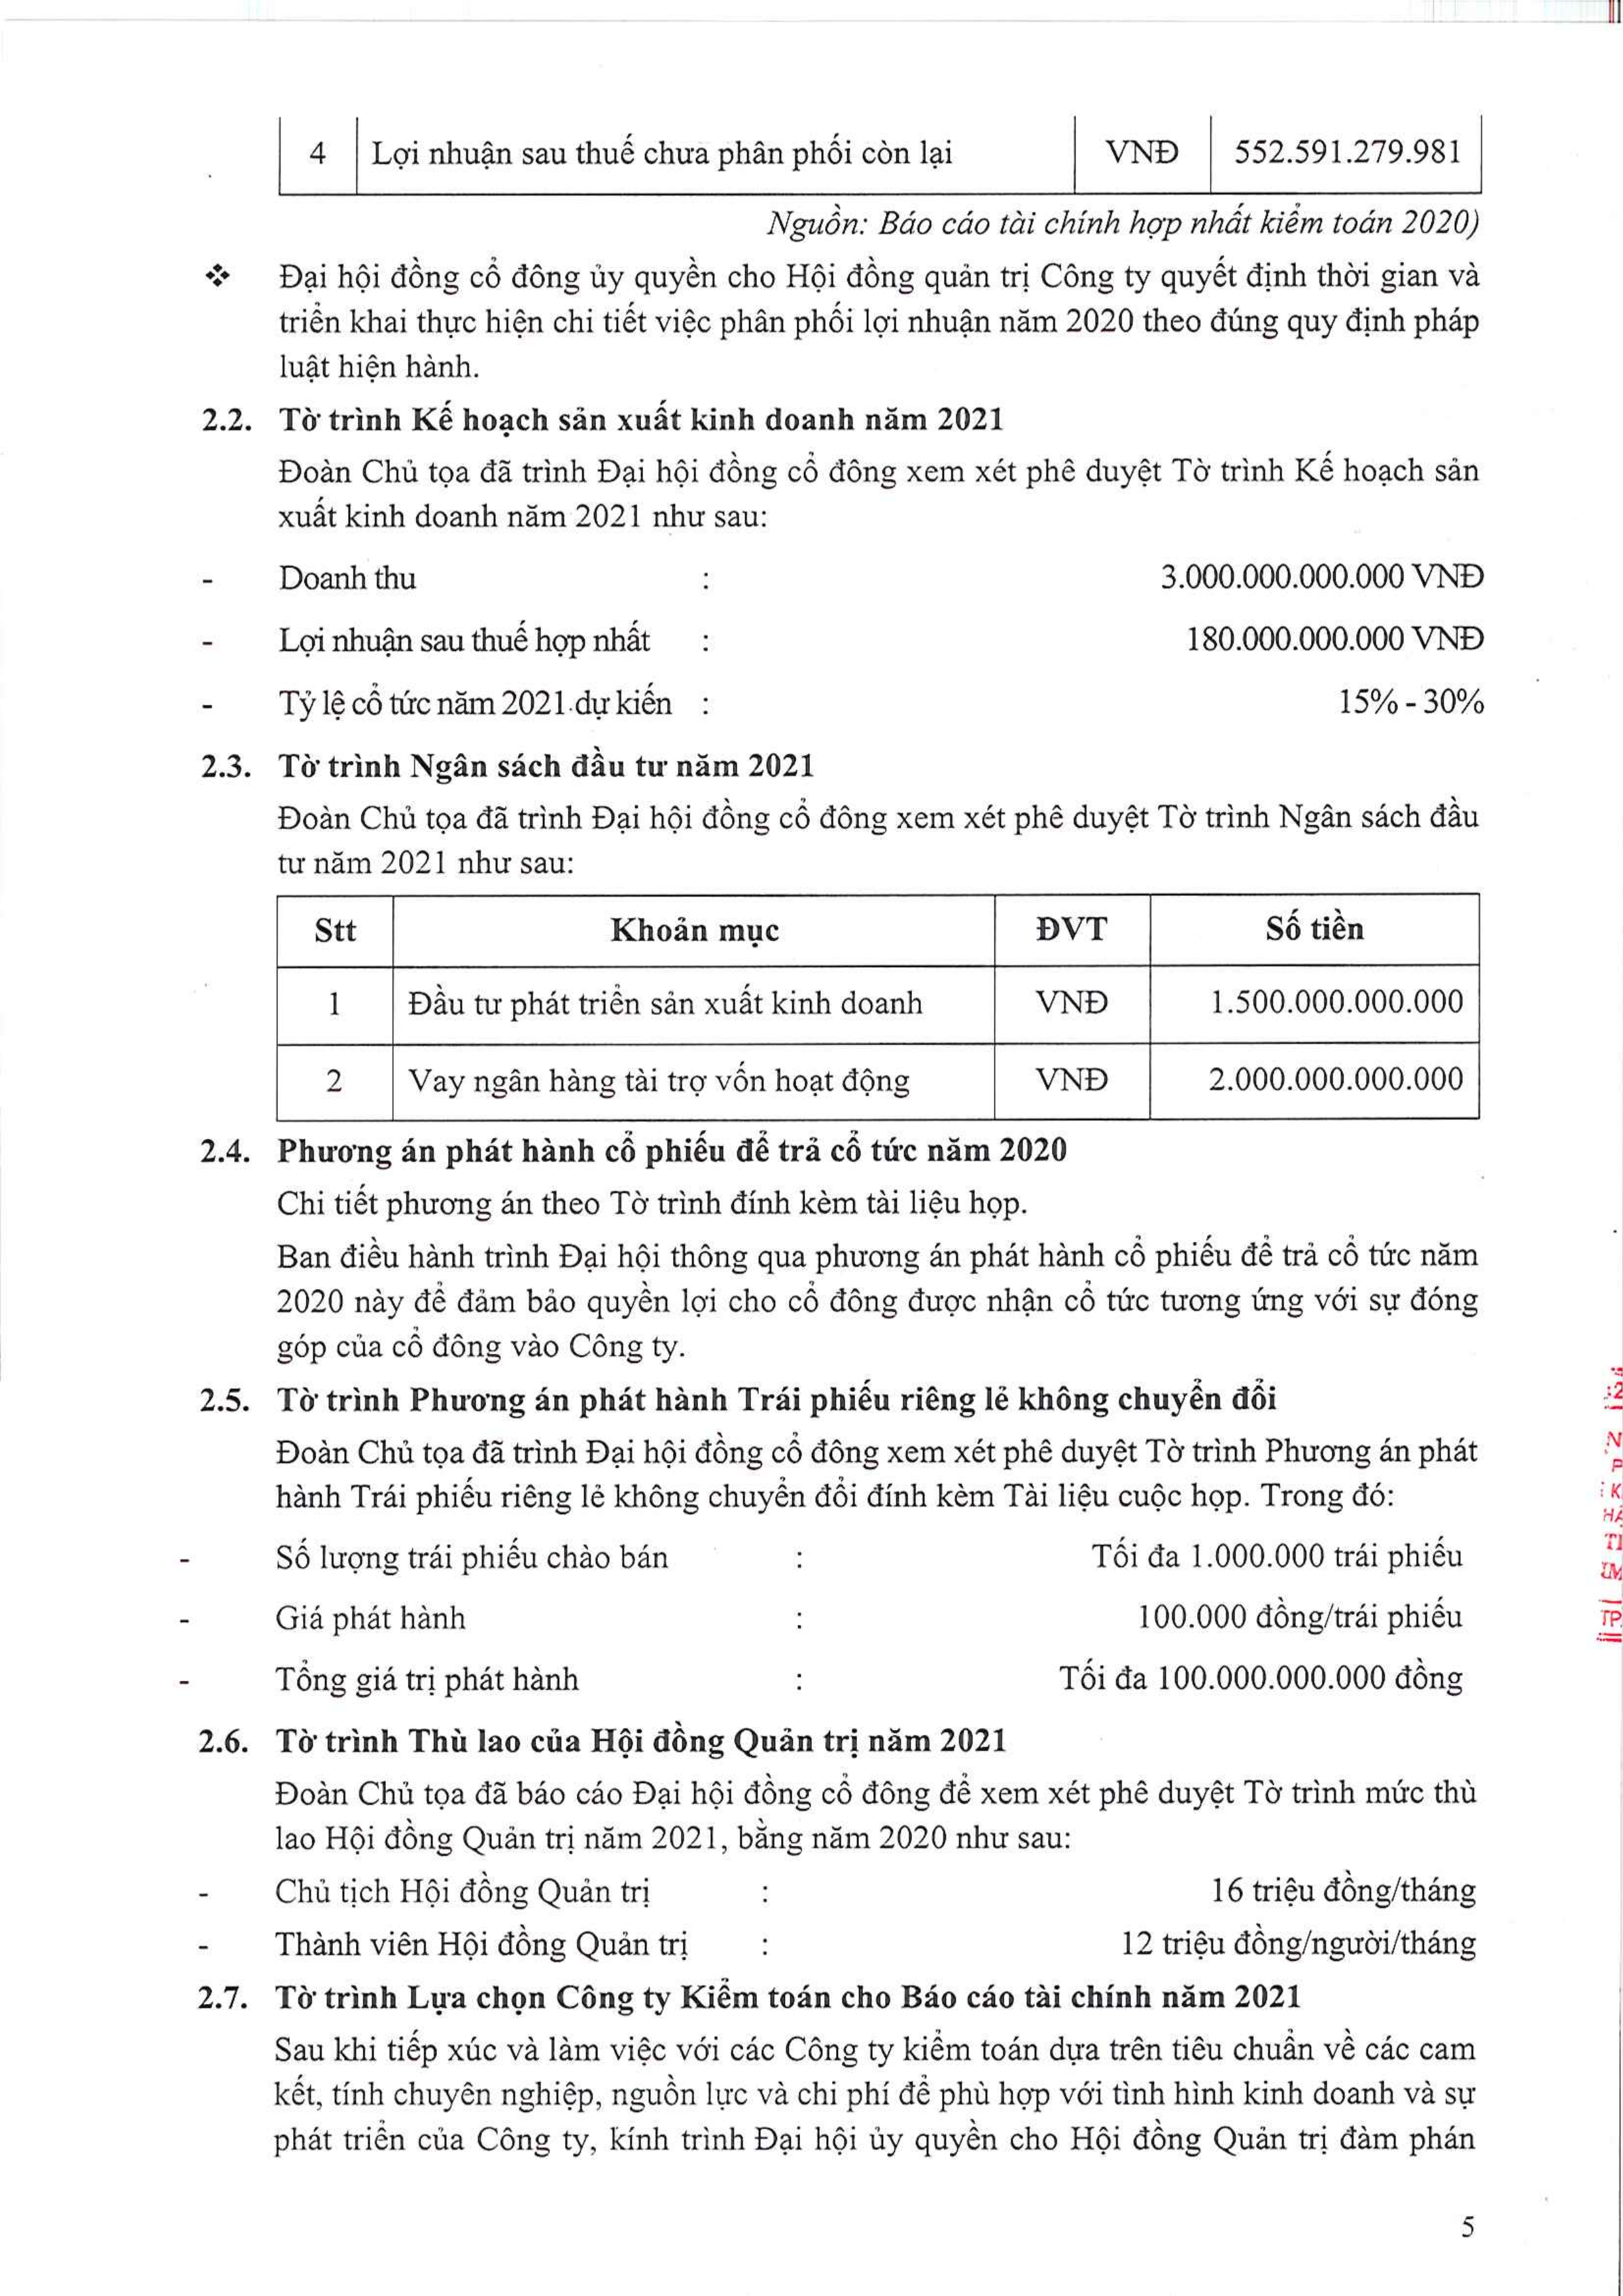 4 Lợi nhuận sau thuế chưa phân phối còn lại VNĐ 552.591.279.981
Nguồn: Báo cáo tài chính hợp nhất kiểm toán 2020)
❖ Đại hội đồng cổ đông ủy quyền cho Hội đồng quản trị Công ty quyết định thời gian và
triển khai thực hiện chi tiết việc phân phối lợi nhuận năm 2020 theo đúng quy định pháp
luật hiện hành.
2.2. Tờ trình Kế hoạch sản xuất kinh doanh năm 2021
Đoàn Chủ tọa đã trình Đại hội đồng cổ đông xem xét phê duyệt Tờ trình Kế hoạch sản
xuất kinh doanh năm 2021 như sau:
- Doanh thu : 3.000.000.000.000 VNĐ
- Lợi nhuận sau thuế hợp nhất : 180.000.000.000 VNĐ
- Tỷ lệ cổ tức năm 2021 dự kiến : 15% - 30%
2.3. Tờ trình Ngân sách đầu tư năm 2021
Đoàn Chủ tọa đã trình Đại hội đồng cổ đông xem xét phê duyệt Tờ trình Ngân sách đầu
tư năm 2021 như sau:
Stt Khoản mục ĐVT Số tiền
1 Đầu tư phát triển sản xuất kinh doanh VNĐ 1.500.000.000.000
2 Vay ngân hàng tài trợ vốn hoạt động VNĐ 2.000.000.000.000
2.4. Phương án phát hành cổ phiếu để trả cổ tức năm 2020
Chi tiết phương án theo Tờ trình đính kèm tài liệu họp.
Ban điều hành trình Đại hội thông qua phương án phát hành cổ phiếu để trả cổ tức năm
2020 này để đảm bảo quyền lợi cho cổ đông được nhận cổ tức tương ứng với sự đóng
góp của cổ đông vào Công ty.
2.5. Tờ trình Phương án phát hành Trái phiếu riêng lẻ không chuyển đổi
Đoàn Chủ tọa đã trình Đại hội đồng cổ đông xem xét phê duyệt Tờ trình Phương án phát
hành Trái phiếu riêng lẻ không chuyển đổi đính kèm Tài liệu cuộc họp. Trong đó:
- Số lượng trái phiếu chào bán : Tối đa 1.000.000 trái phiếu
- Giá phát hành : 100.000 đồng/trái phiếu
- Tổng giá trị phát hành : Tối đa 100.000.000.000 đồng
2.6. Tờ trình Thù lao của Hội đồng Quản trị năm 2021
Đoàn Chủ tọa đã báo cáo Đại hội đồng cổ đông để xem xét phê duyệt Tờ trình mức thù
lao Hội đồng Quản trị năm 2021, bằng năm 2020 như sau:
- Chủ tịch Hội đồng Quản trị : 16 triệu đồng/tháng
- Thành viên Hội đồng Quản trị : 12 triệu đồng/người/tháng
2.7. Tờ trình Lựa chọn Công ty Kiểm toán cho Báo cáo tài chính năm 2021
Sau khi tiếp xúc và làm việc với các Công ty kiểm toán dựa trên tiêu chuẩn về các cam
kết, tính chuyên nghiệp, nguồn lực và chi phí để phù hợp với tình hình kinh doanh và sự
phát triển của Công ty, kính trình Đại hội ủy quyền cho Hội đồng Quản trị đàm phán
5